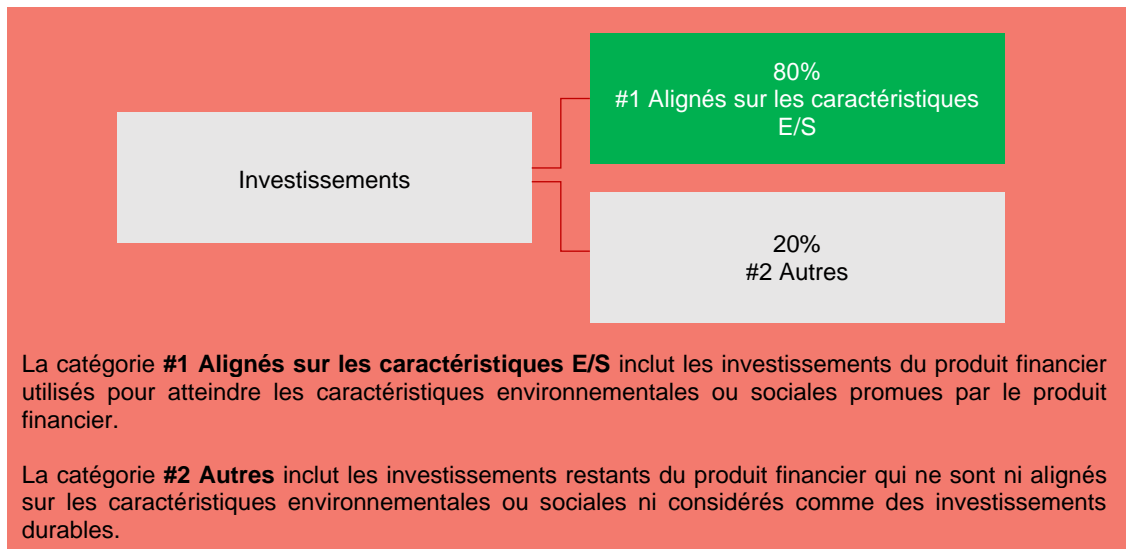 80%
#1 Alignés sur les caractéristiques
E/S
Investissements
20%
#2 Autres
La catégorie #1 Alignés sur les caractéristiques E/S inclut les investissements du produit financier
utilisés pour atteindre les caractéristiques environnementales ou sociales promues par le produit
financier.
La catégorie #2 Autres inclut les investissements restants du produit financier qui ne sont ni alignés
sur les caractéristiques environnementales ou sociales ni considérés comme des investissements
durables.